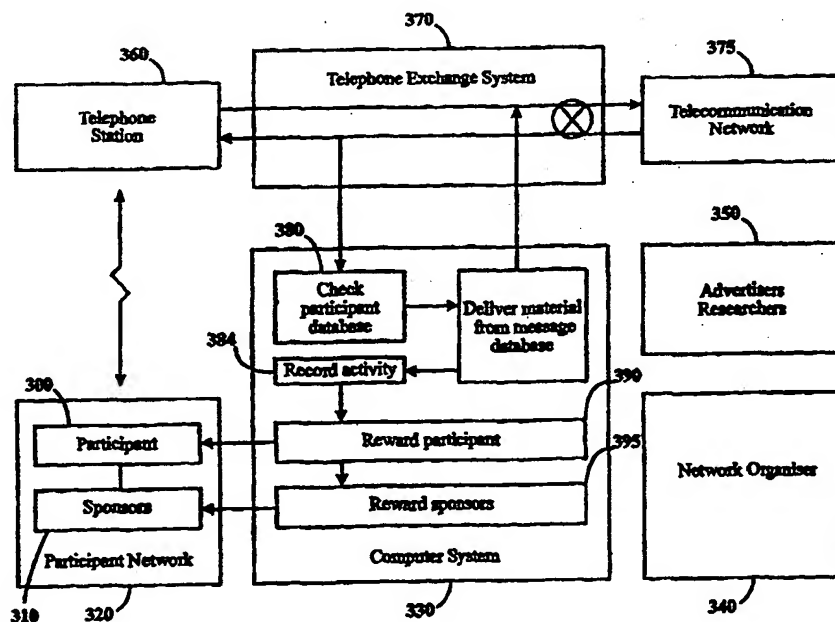 370
360
375
Telephone Exchange System
Telephone
Station
Telecommunication
Network
380
350
Check
participant
database
Deliver material
from message
database
Advertisers
Researchers
384
Record activity
300
390
Participant
Reward participant
395
Network Organiser
Sponsors
Reward sponsors
Participant Network
Computer System
310
320
330
340